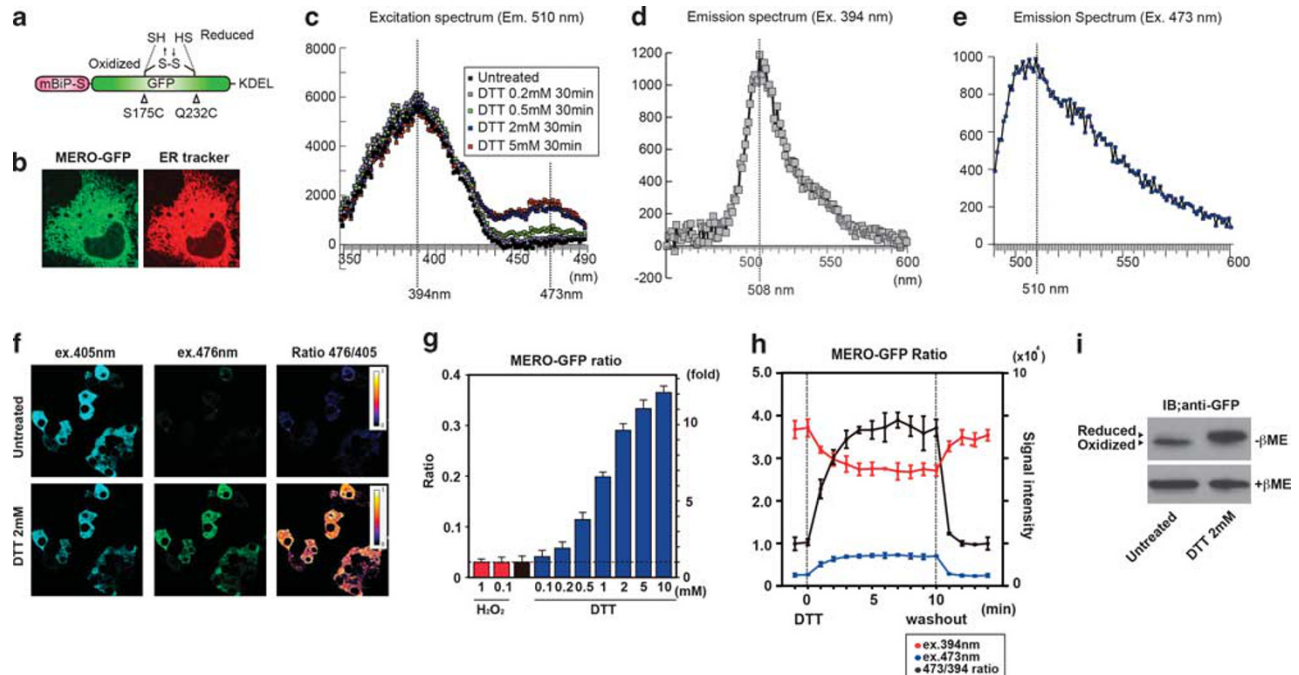 a
SH HS Reduced
Oxidized S-S
mBiP-S GFP KDEL
S175C Q232C
b
MERO-GFP ER tracker
c
Excitation spectrum (Em. 510 nm)
8000
6000
4000
2000
0
Untreated
DTT 0.2mM 30min
DTT 0.5mM 30min
DTT 2mM 30min
DTT 5mM 30min
350 400 450 490
(nm)
394nm 473nm
d
Emission spectrum (Ex. 394 nm)
1200
1000
800
600
400
200
0
-200
500 550 600
(nm)
508 nm
e
Emission Spectrum (Ex. 473 nm)
1000
800
600
400
200
0
500 550 600
510 nm
f
ex.405nm ex.476nm Ratio 476/405
Untreated
DTT 2mM
g
MERO-GFP ratio
0.4 (fold)
0.3 10
0.2
0.1 5
0 1
Ratio
1 0.1 0.1 0.2 0.5 1 2 5 10 (mM)
H₂O₂ DTT
h
MERO-GFP Ratio (x10⁴)
5.0 10
4.0
3.0
2.0
1.0
0 0
Signal intensity
0 5 10 (min)
DTT washout
ex.394nm
ex.473nm
473/394 ratio
i
IB;anti-GFP
Reduced
Oxidized
-βME
+βME
Untreated
DTT 2mM